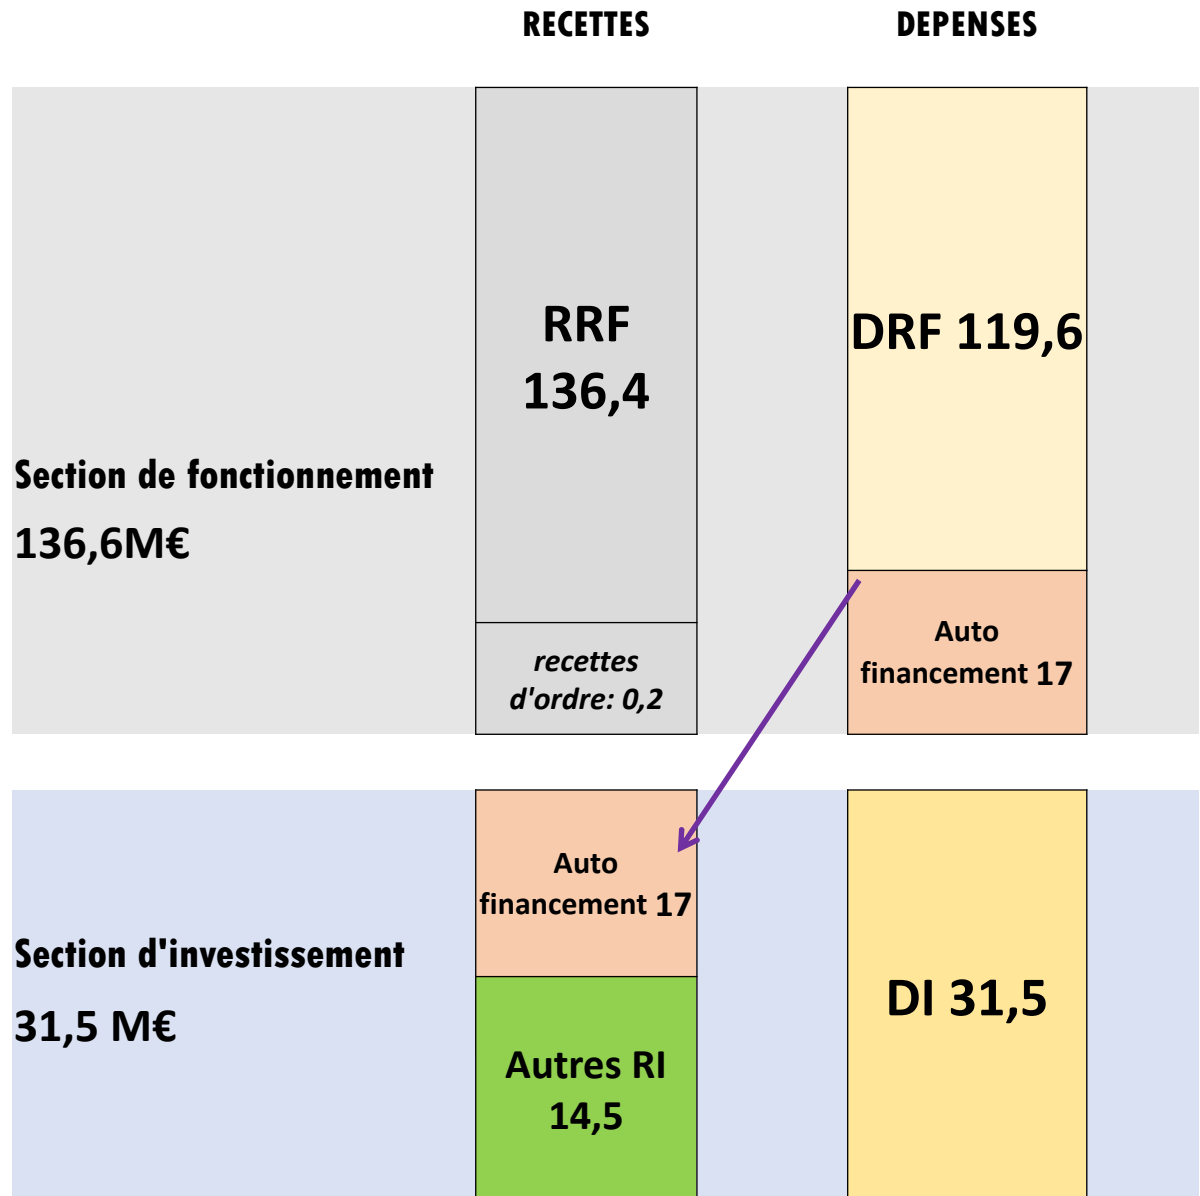 RECETTES
DEPENSES
RRF
136,4
DRF 119,6
Section de fonctionnement
136,6M€
recettes
d'ordre: 0,2
Auto
financement 17
Auto
financement 17
Section d'investissement
31,5 M€
Autres RI
14,5
DI 31,5